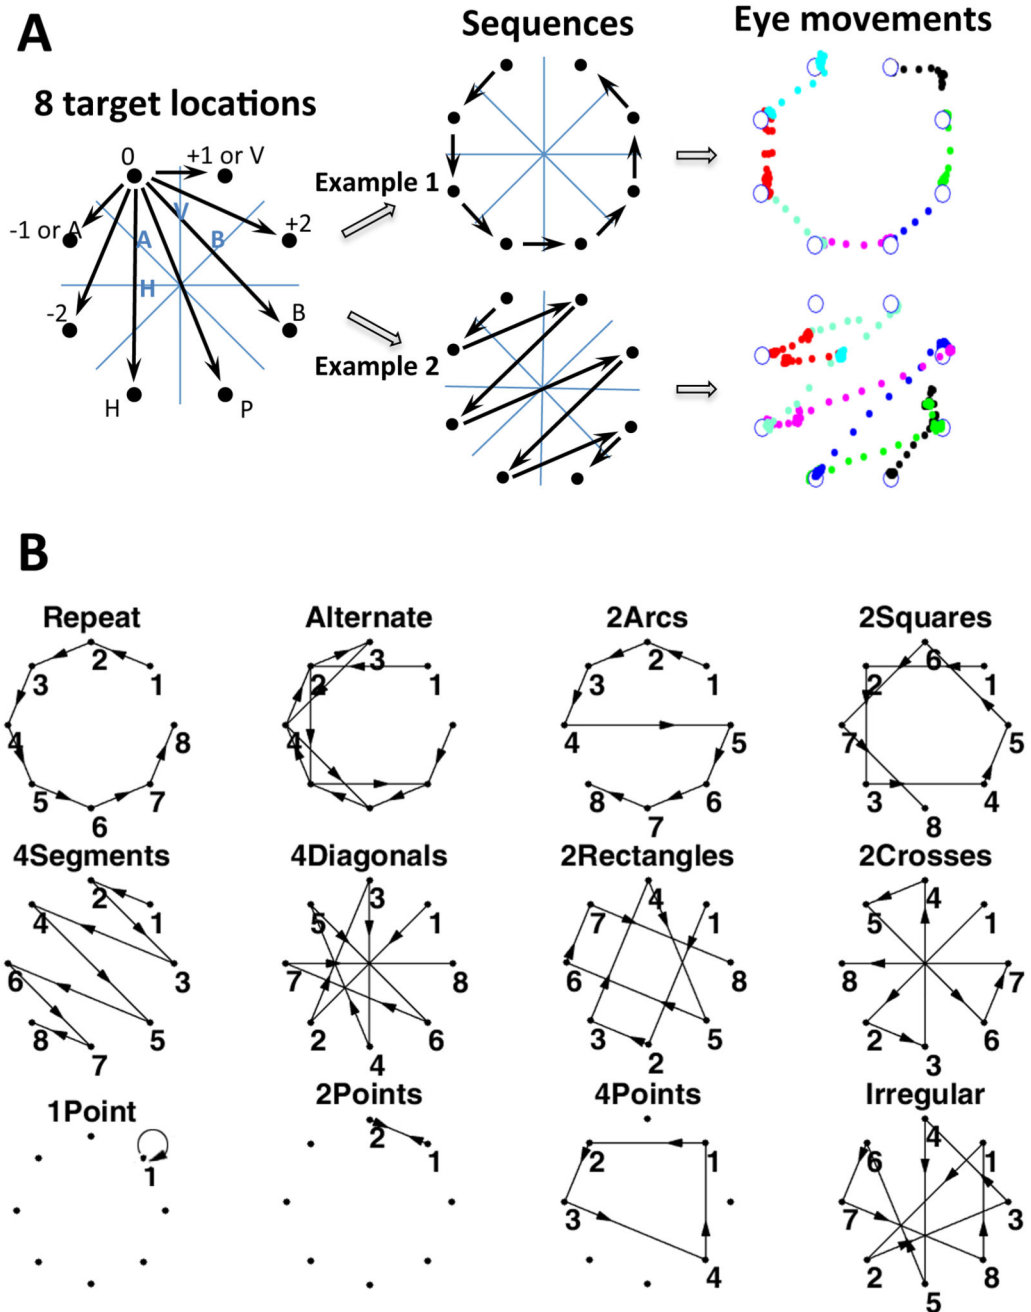 A
Sequences
Eye movements
8 target locations
0
+1 or V
-1 or A
+2
V
A
B
H
-2
B
H
P
Example 1
Example 2
B
Repeat
Alternate
2Arcs
2Squares
2
3
1
4
8
5
7
6
3
2
1
4
2
3
1
4
5
8
6
7
6
2
1
7
5
3
4
8
4Segments
4Diagonals
2Rectangles
2Crosses
2
4
1
6
3
8
5
7
3
5
1
7
8
2
6
4
4
7
1
6
8
3
5
2
4
5
1
8
7
2
6
3
1Point
2Points
4Points
Irregular
1
2
1
2
1
3
4
4
6
1
7
3
2
8
5